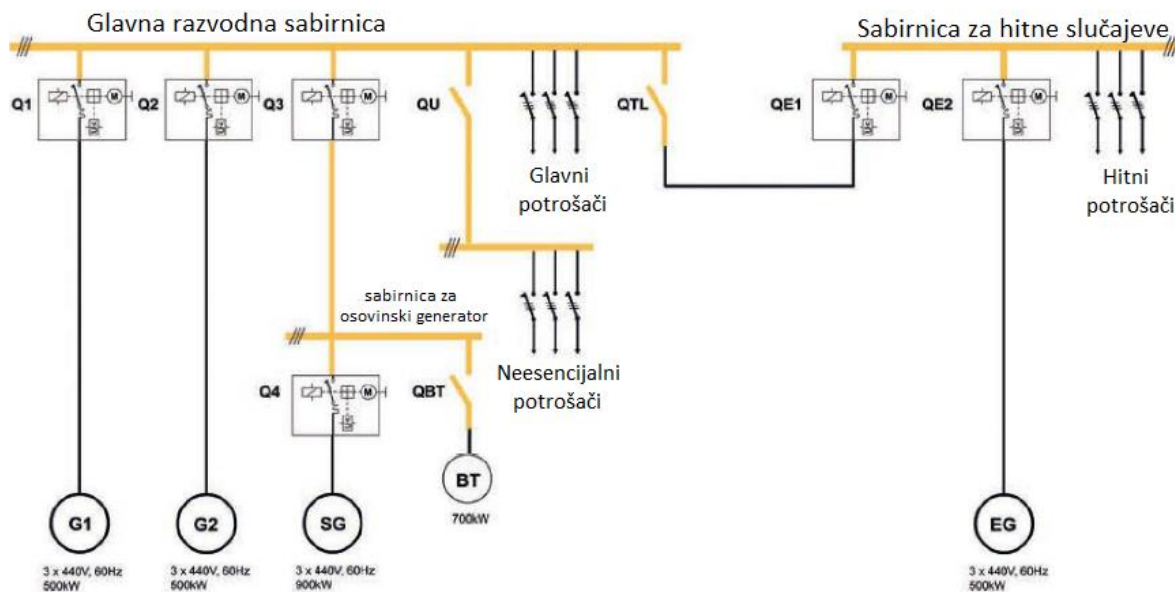 Glavna razvodna sabirnica
Sabirnica za hitne slučajeve
Q1
Q2
Q3
QU
QTL
QE1
QE2
M
M
M
M
M
Glavni
potrošači
Hitni
potrošači
sabirnica za
osovinski generator
Q4
M
QBT
Neesencijalni
potrošači
BT
700kW
G1
G2
SG
EG
3 x 440V, 60Hz
500kW
3 x 440V, 60Hz
500kW
3 x 440V, 60Hz
900kW
3 x 440V, 60Hz
500kW